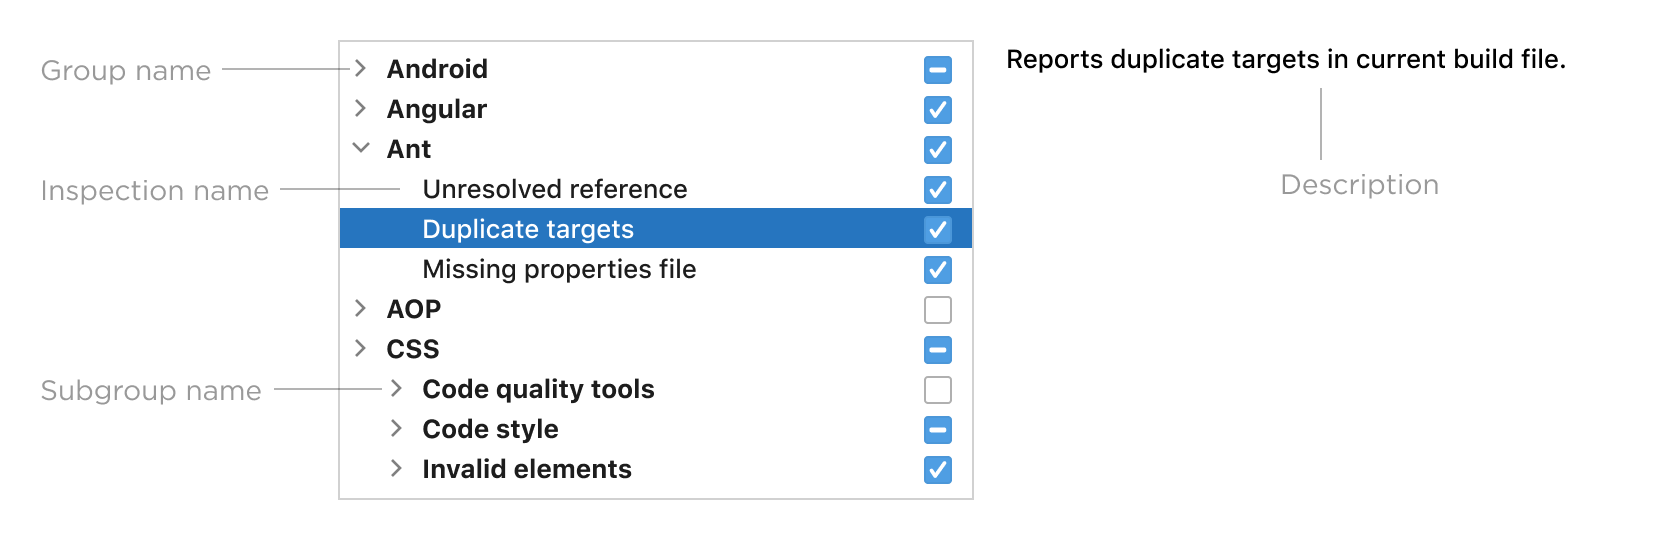 Reports duplicate targets in current build file.
Group name
Android
Angular
Ant
Description
Inspection name
Unresolved reference
Duplicate targets
Missing properties file
AOP
CSS
Subgroup name
Code quality tools
Code style
Invalid elements